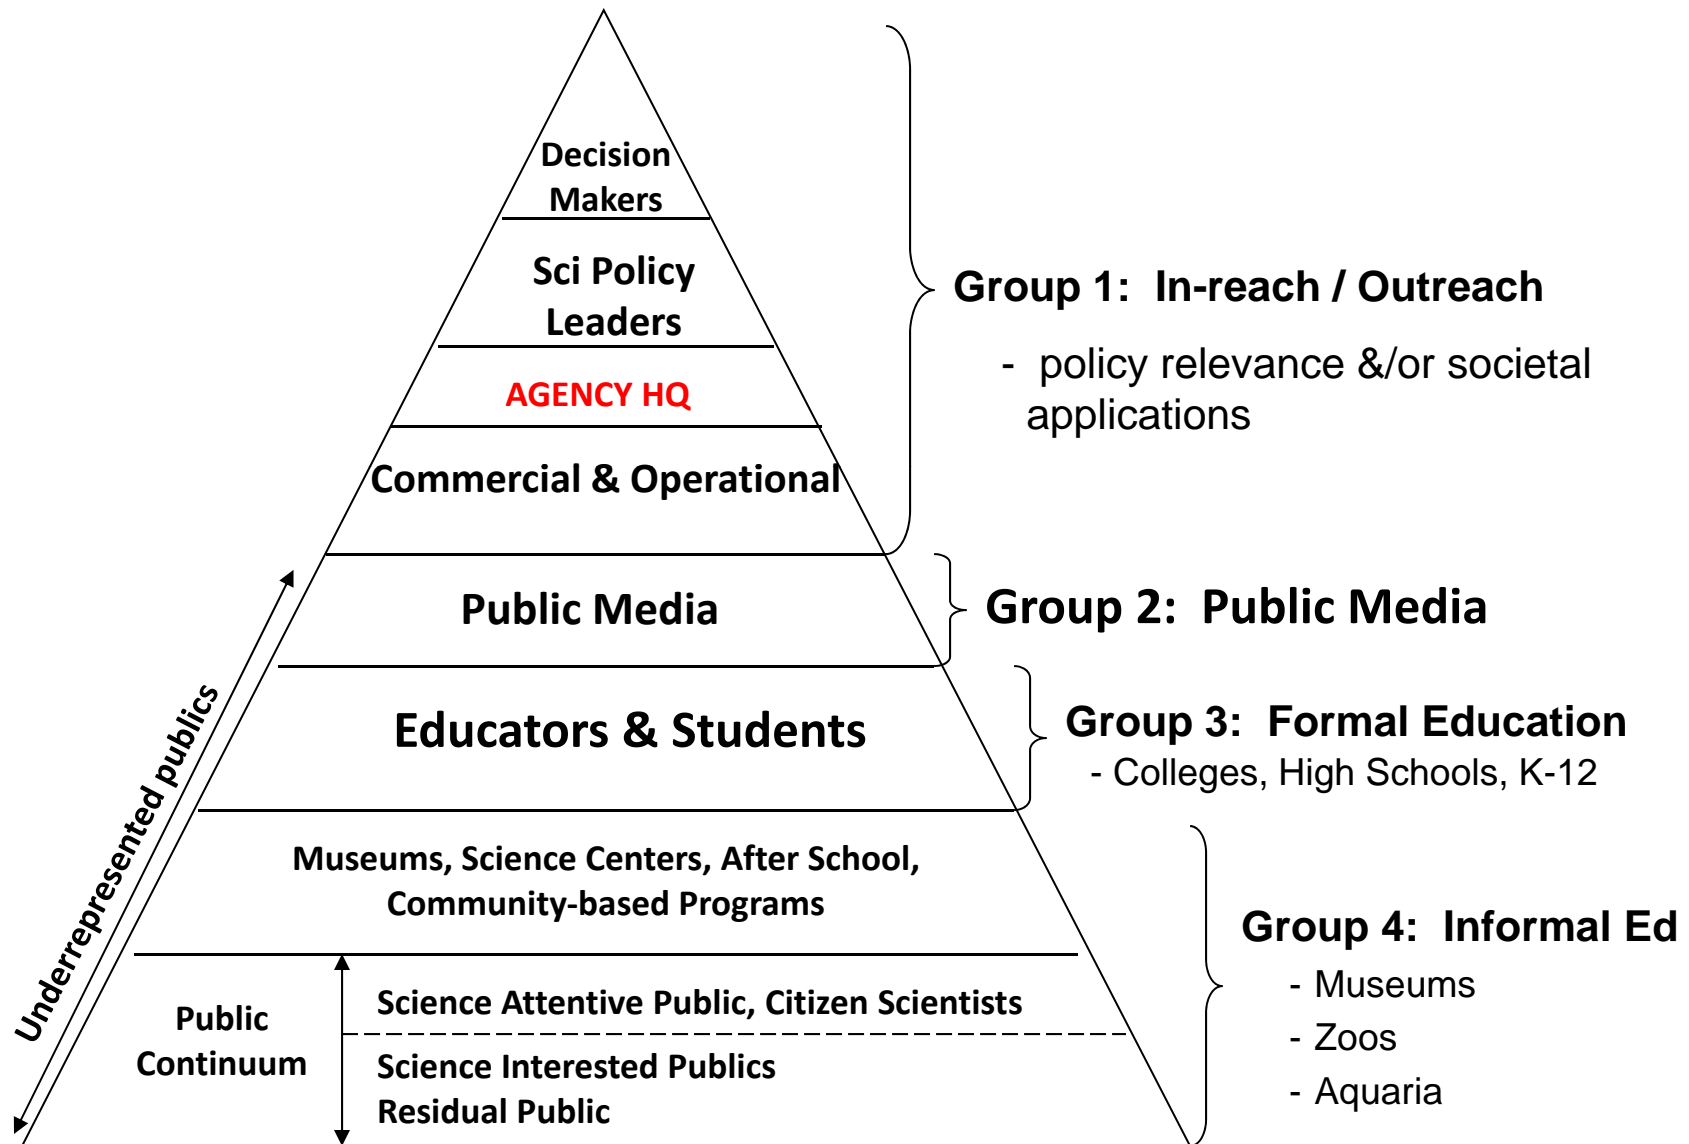 Decision
Makers
Sci Policy
Leaders
AGENCY HQ
Commercial & Operational
Group 1:  In-reach / Outreach
-  policy relevance &/or societal
applications
Public Media
Group 2:  Public Media
Educators & Students
Group 3:  Formal Education
- Colleges, High Schools, K-12
Underrepresented publics
Museums, Science Centers, After School,
Community-based Programs
Group 4:  Informal Ed
- Museums
- Zoos
- Aquaria
Public
Continuum
Science Attentive Public, Citizen Scientists
Science Interested Publics
Residual Public